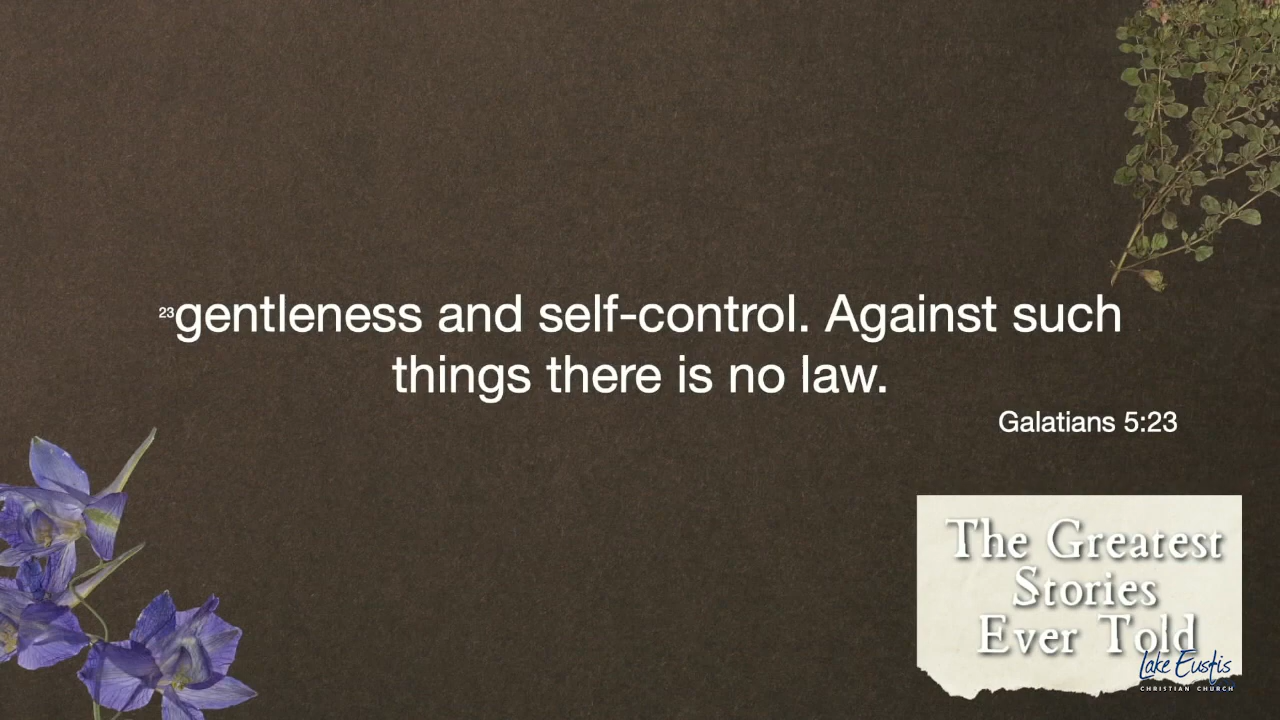 23gentleness and self-control. Against such
things there is no law.
Galatians 5:23
The Greatest
Stories
Ever Told
Lake Eustis
CHRISTIAN CHURCH